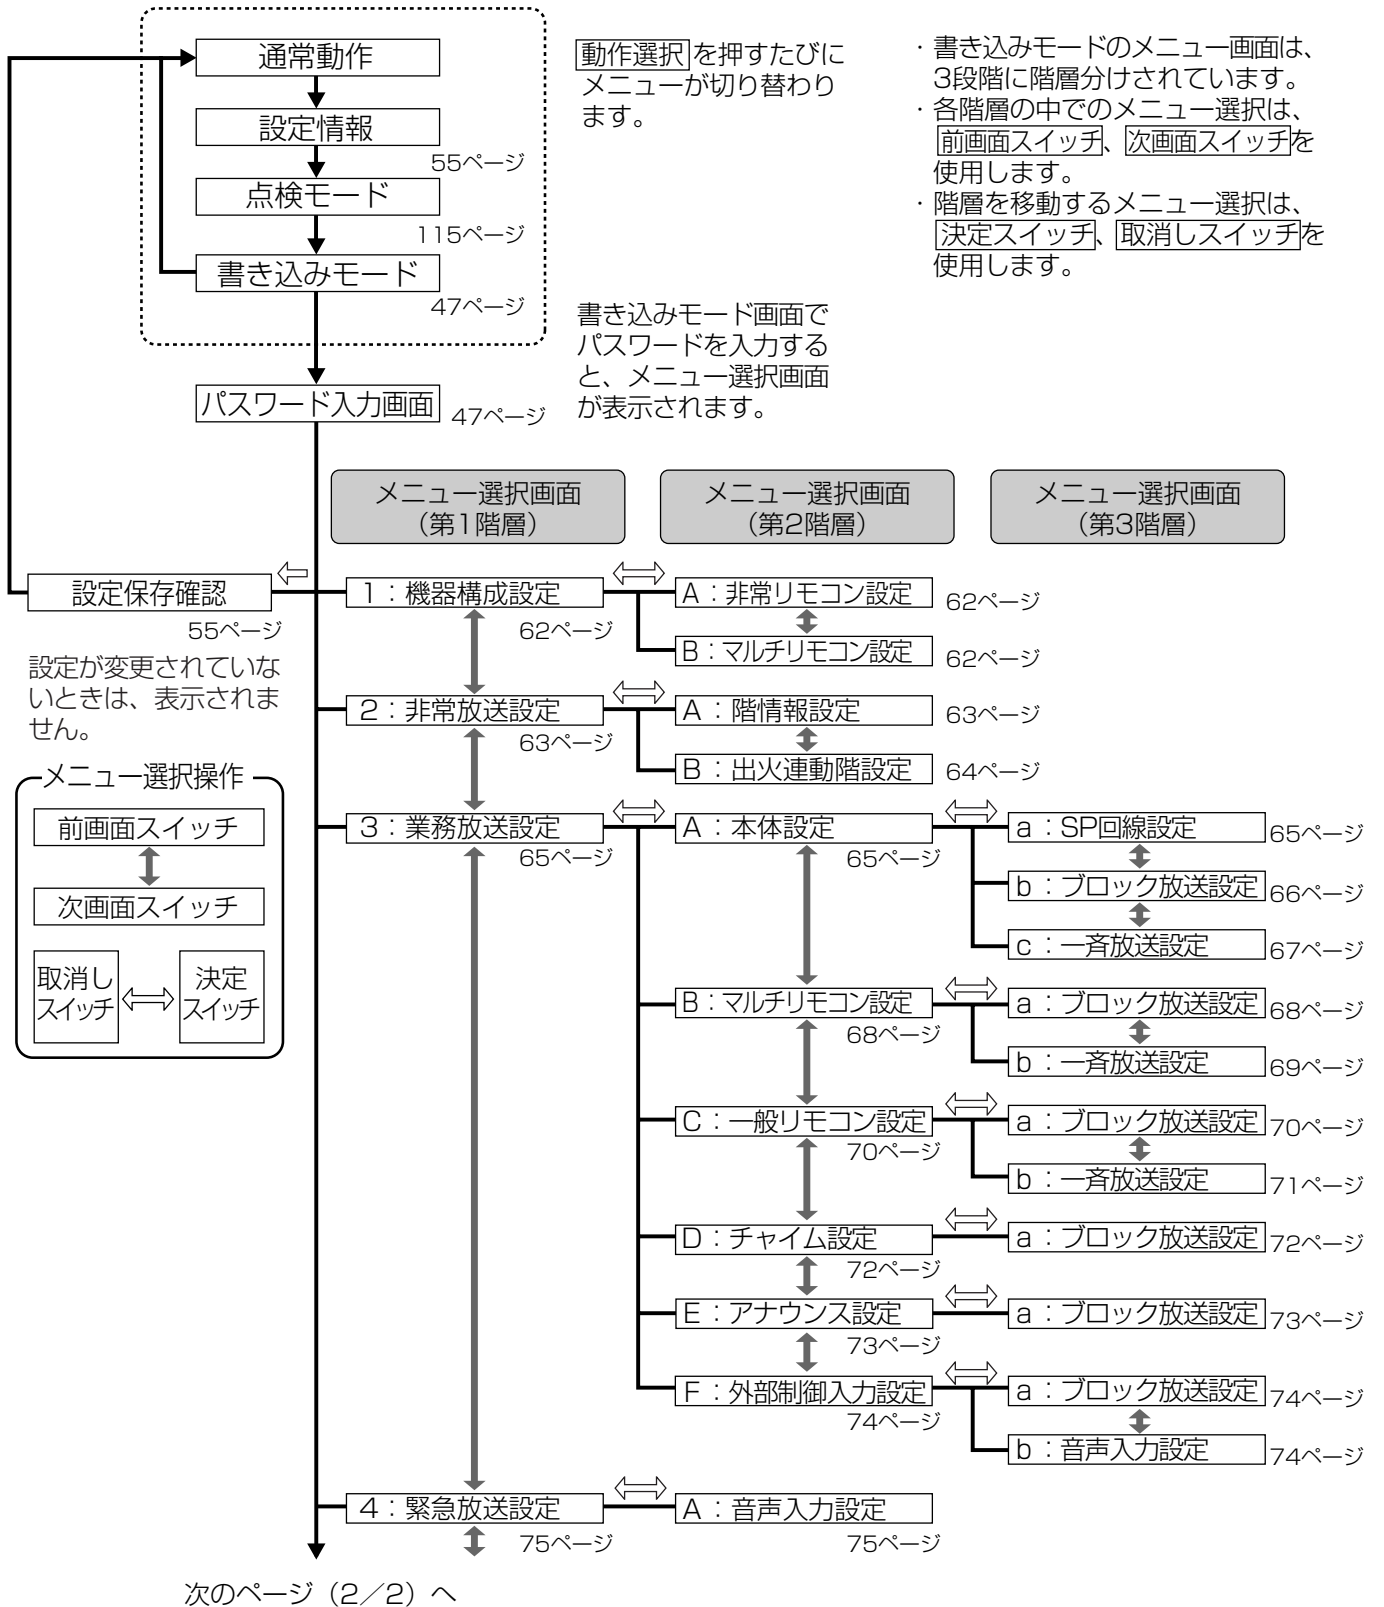 通常動作
設定情報
55ページ
点検モード
115ページ
書き込みモード
47ページ
動作選択を押すたびに
メニューが切り替わり
ます。
・書き込みモードのメニュー画面は、
3段階に階層分けされています。
・各階層の中でのメニュー選択は、
前画面スイッチ、次画面スイッチを
使用します。
・階層を移動するメニュー選択は、
決定スイッチ、取消しスイッチを
使用します。
書き込みモード画面で
パスワードを入力する
と、メニュー選択画面
が表示されます。
パスワード入力画面
47ページ
メニュー選択画面
（第1階層）
メニュー選択画面
（第2階層）
メニュー選択画面
（第3階層）
設定保存確認
55ページ
設定が変更されていな
いときは、表示されま
せん。
メニュー選択操作
前画面スイッチ
次画面スイッチ
取消し
スイッチ
決定
スイッチ
1：機器構成設定
62ページ
A：非常リモコン設定
62ページ
B：マルチリモコン設定
62ページ
2：非常放送設定
63ページ
A：階情報設定
63ページ
B：出火連動階設定
64ページ
3：業務放送設定
65ページ
A：本体設定
65ページ
a：SP回線設定
65ページ
b：ブロック放送設定
66ページ
c：一斉放送設定
67ページ
B：マルチリモコン設定
68ページ
a：ブロック放送設定
68ページ
b：一斉放送設定
69ページ
C：一般リモコン設定
70ページ
a：ブロック放送設定
70ページ
b：一斉放送設定
71ページ
D：チャイム設定
72ページ
a：ブロック放送設定
72ページ
E：アナウンス設定
73ページ
a：ブロック放送設定
73ページ
F：外部制御入力設定
74ページ
a：ブロック放送設定
74ページ
b：音声入力設定
74ページ
4：緊急放送設定
75ページ
A：音声入力設定
75ページ
次のページ（2／2）へ